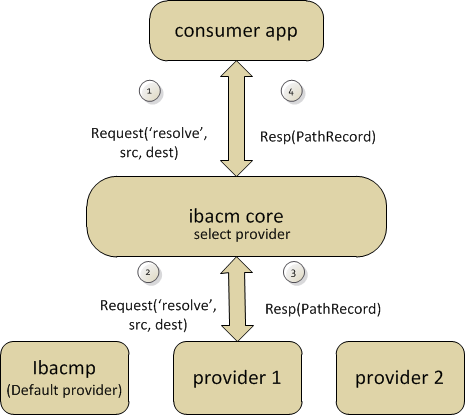 consumer app
1
4
Request(‘resolve’,
src, dest)
Resp(PathRecord)
ibacm core
select provider
2
3
Request(‘resolve’,
src, dest)
Resp(PathRecord)
Ibacmp
(Default provider)
provider 1
provider 2